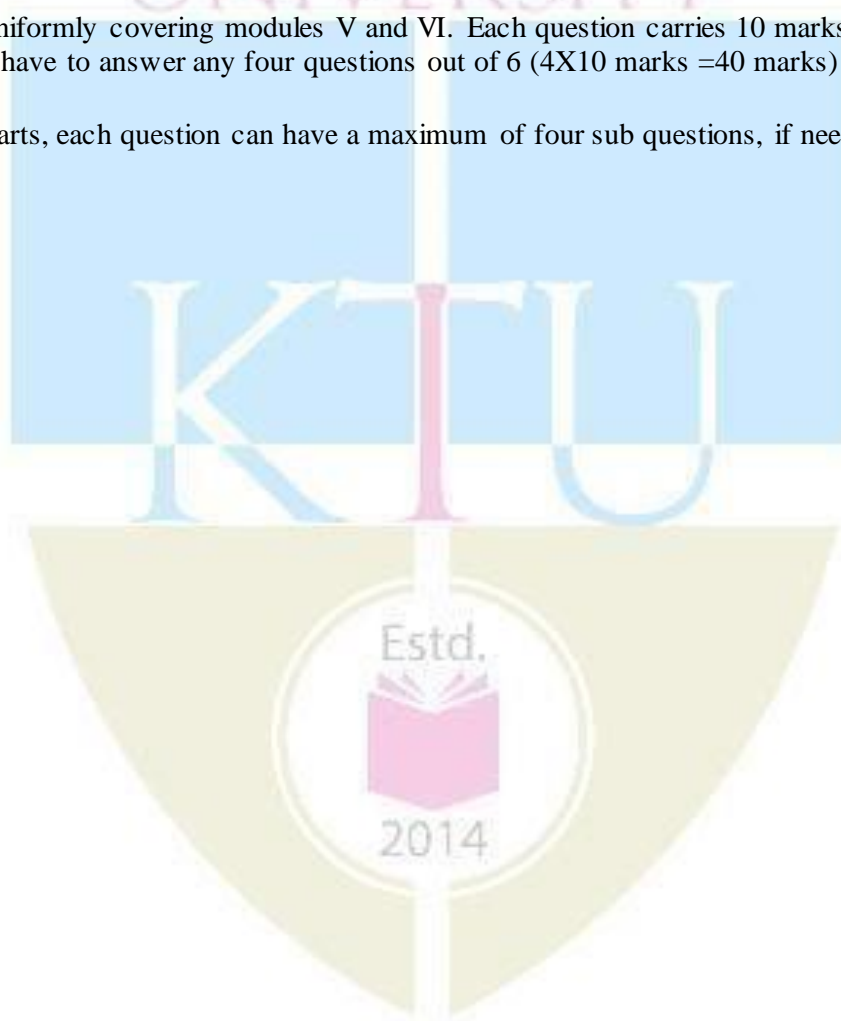 UNIVERSITY
niformly covering modules V and VI. Each question carries 10 marks
have to answer any four questions out of 6 (4X10 marks =40 marks)
arts, each question can have a maximum of four sub questions, if nee
KTU
Estd.
2014